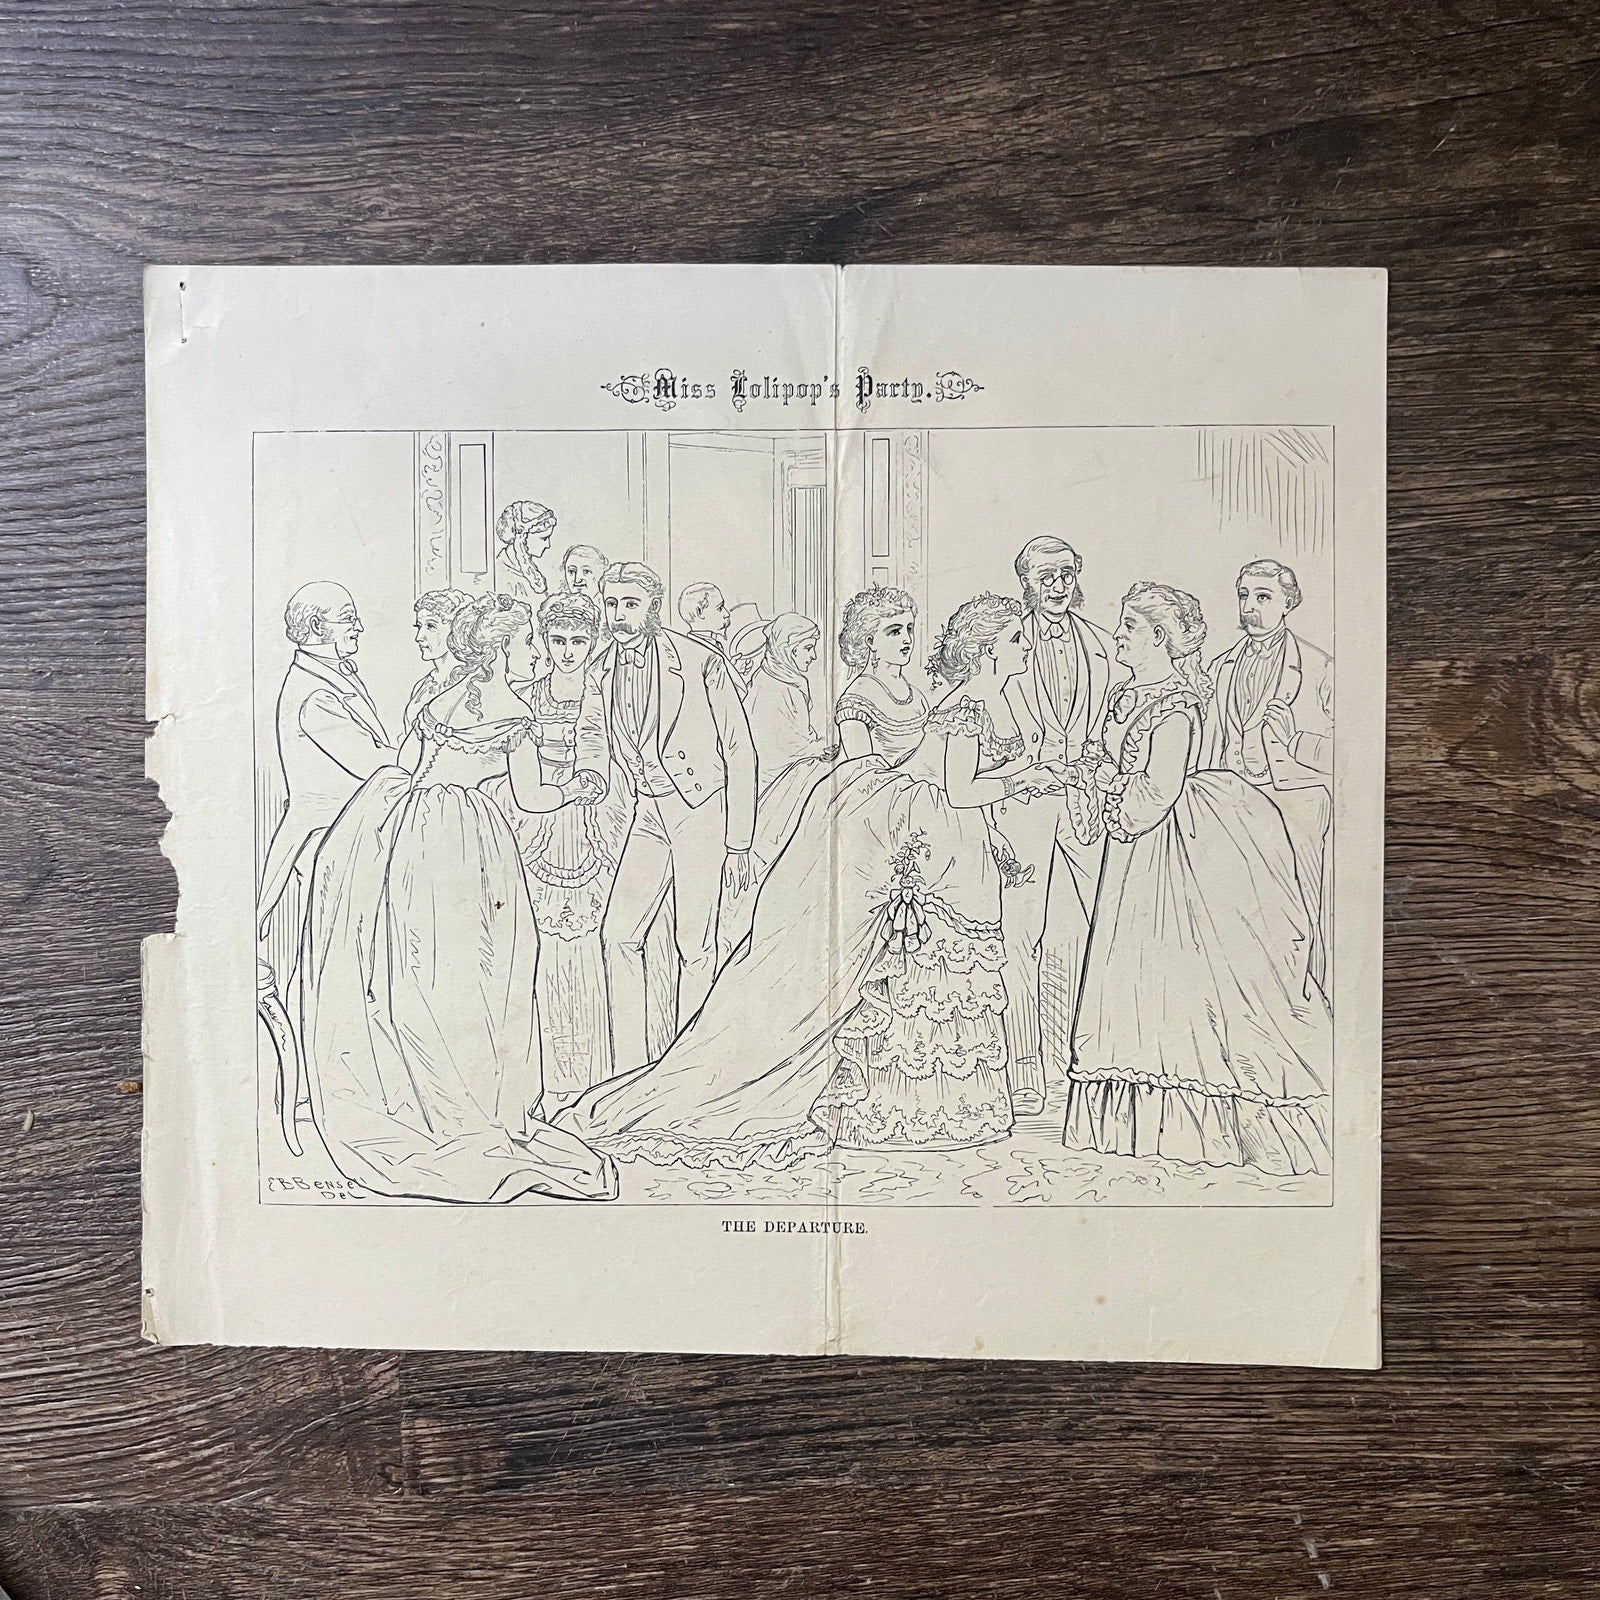 Miss Lolipop's Party.
E B Bensel
Del
THE DEPARTURE.